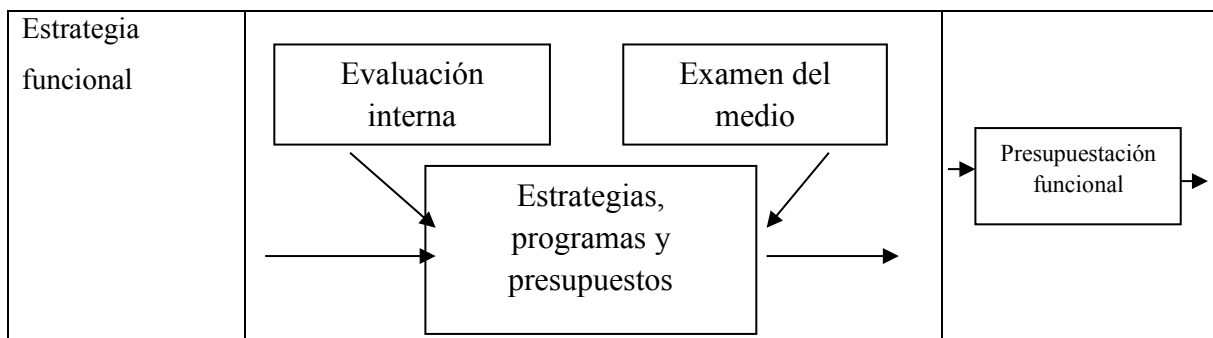 Estrategia
funcional
Evaluación
interna
Examen del
medio
Estrategias,
programas y
presupuestos
Presupuestación
funcional